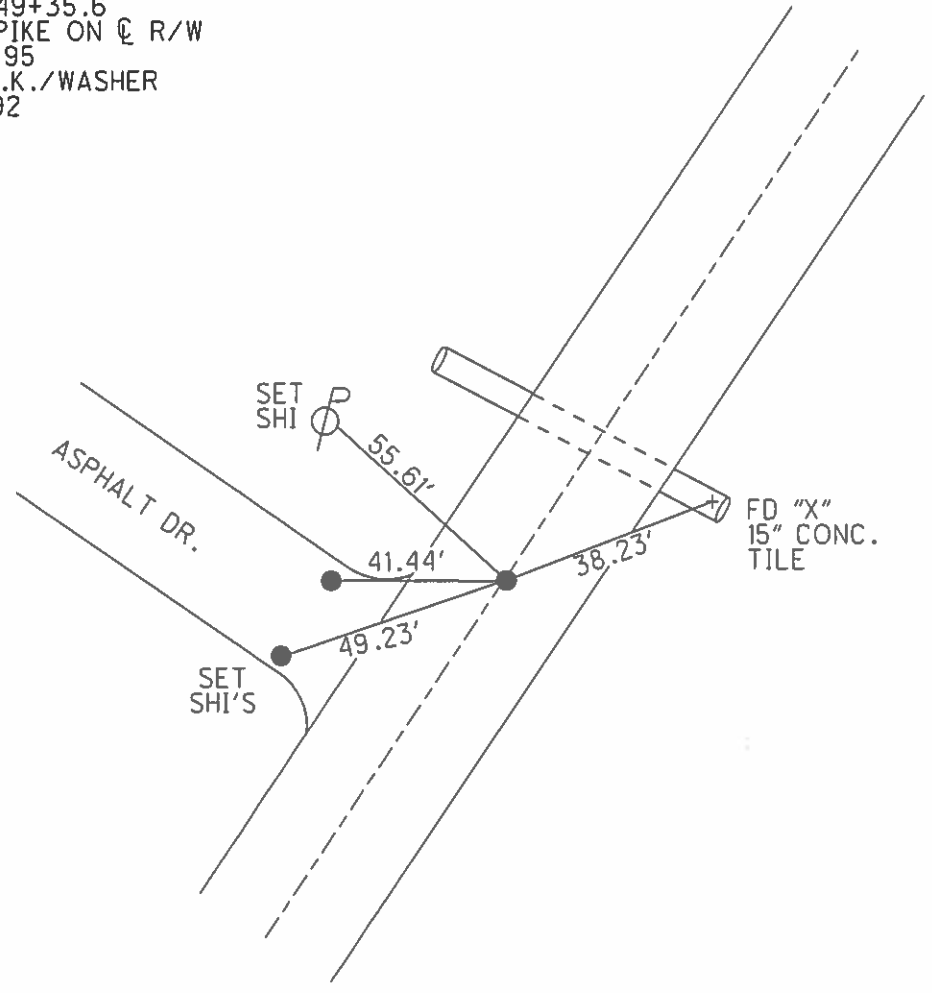 49+35.6
PIKE ON ℄ R/W
95
.K./WASHER
92
SET
SHI
55.61'
ASPHALT DR.
41.44'
38.23'
FD "X"
15" CONC.
TILE
49.23'
SET
SHI'S